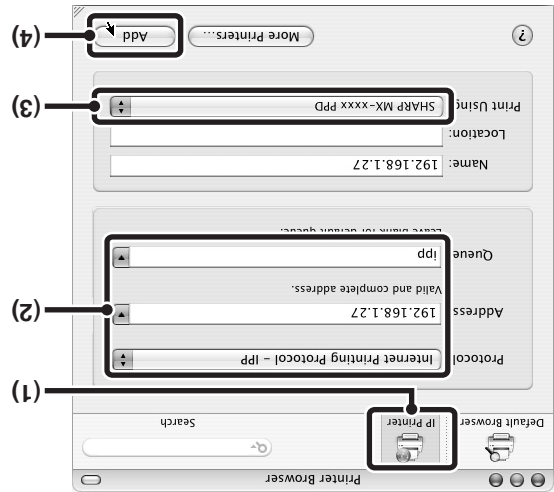 Printer Browser
Default Browser
IP Printer
Search
(1)
Protocol
Internet Printing Protocol - IPP
(2)
Address
192.168.1.27
Valid and complete address.
Queue
ipp
Leave blank for default queue.
Name:
192.168.1.27
Location:
Print Using
SHARP MX-xxxx PPD
(3)
?
More Printers...
Add
(4)